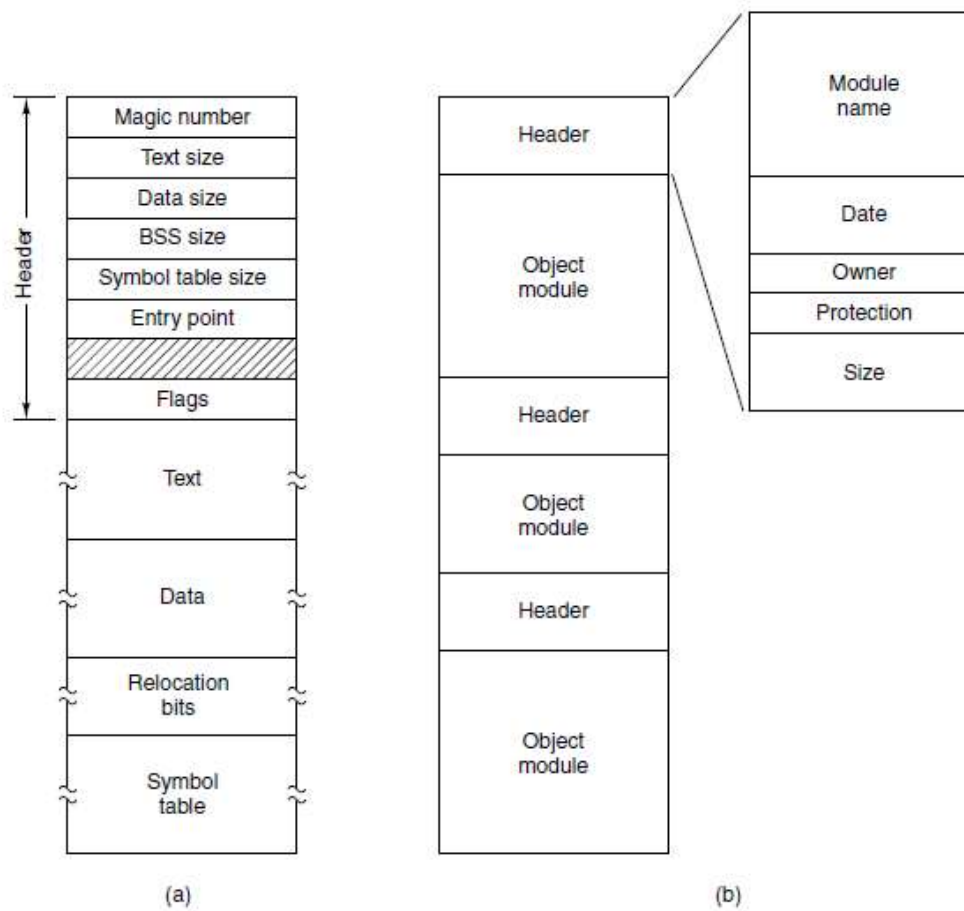 Header
Magic number
Text size
Data size
BSS size
Symbol table size
Entry point
Flags
Text
Data
Relocation
bits
Symbol
table
(a)
Header
Object
module
Header
Object
module
Header
Object
module
(b)
Module
name
Date
Owner
Protection
Size